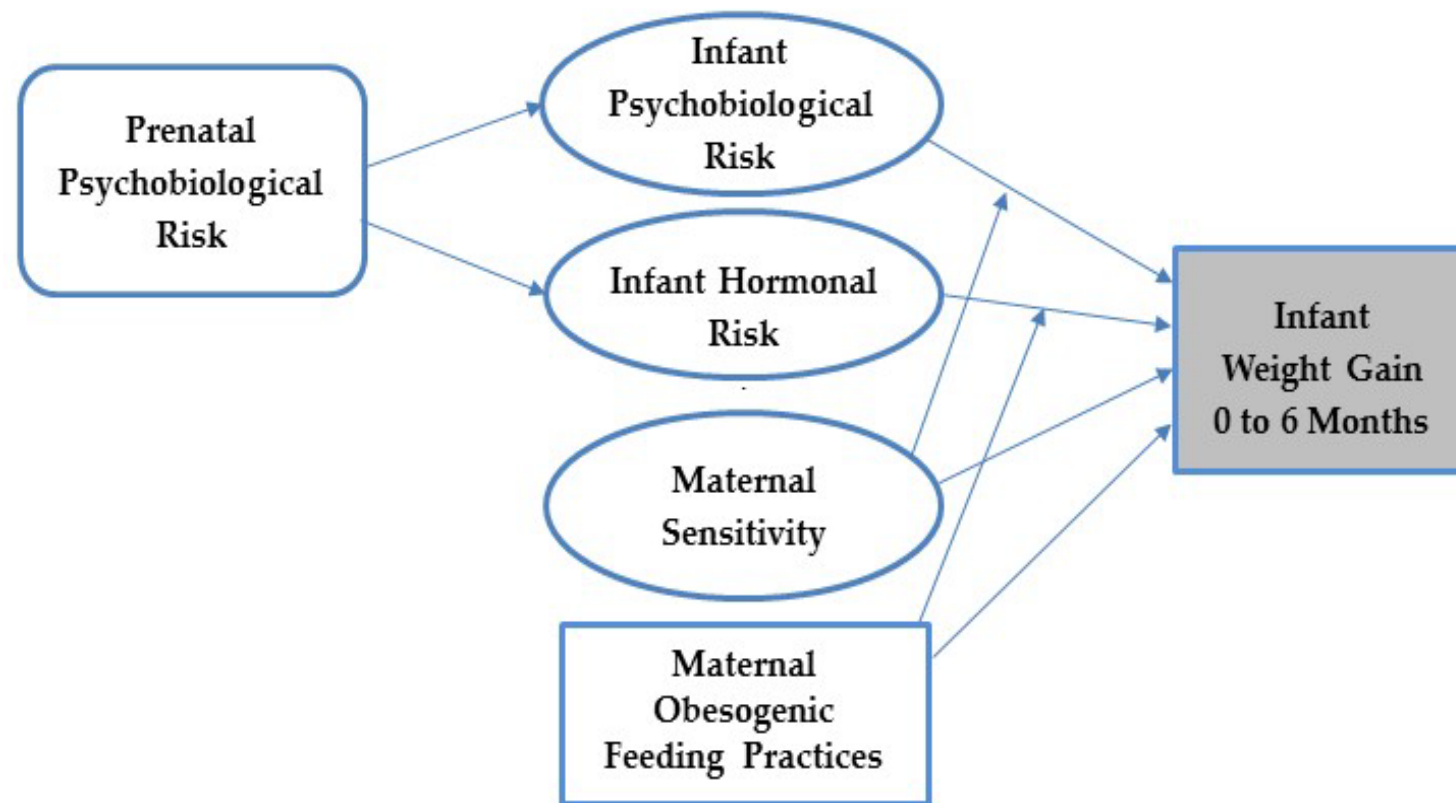 Prenatal
Psychobiological
Risk
Infant
Psychobiological
Risk
Infant Hormonal
Risk
Maternal
Sensitivity
Maternal
Obesogenic
Feeding Practices
Infant
Weight Gain
0 to 6 Months